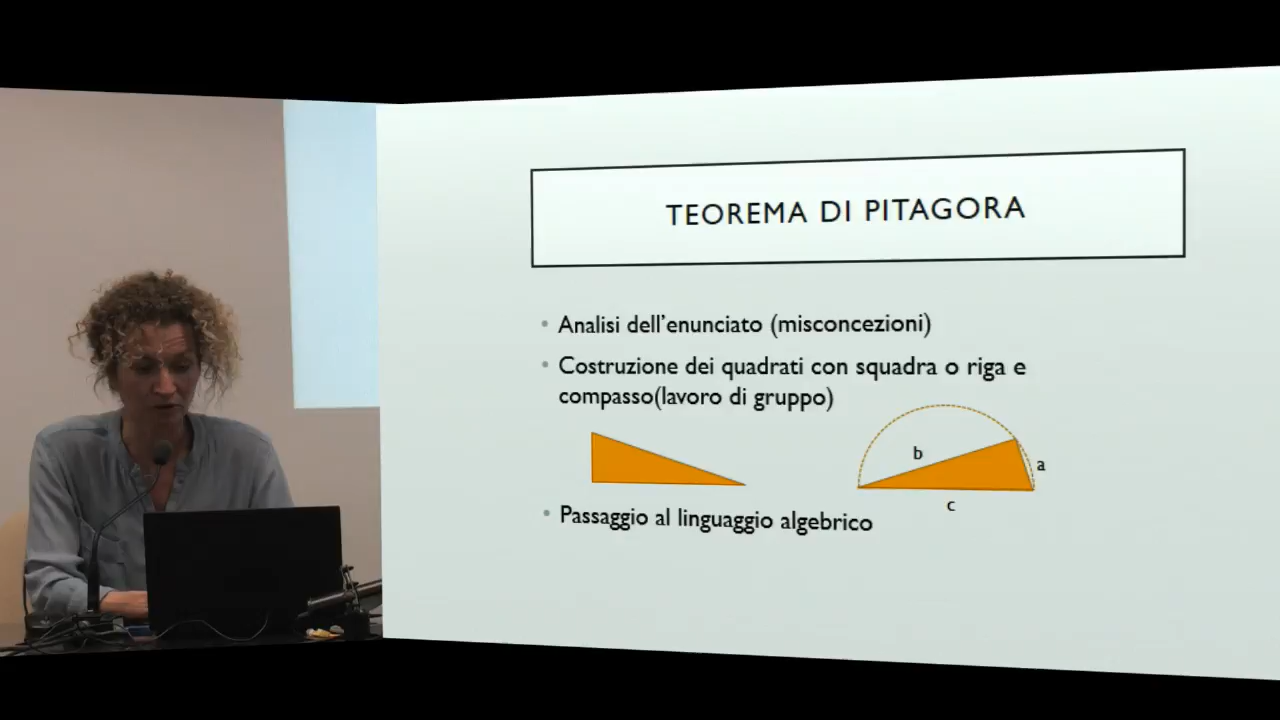 TEOREMA DI PITAGORA
• Analisi dell'enunciato (misconcezioni)
• Costruzione dei quadrati con squadra o riga e
compasso(lavoro di gruppo)
b
a
c
• Passaggio al linguaggio algebrico